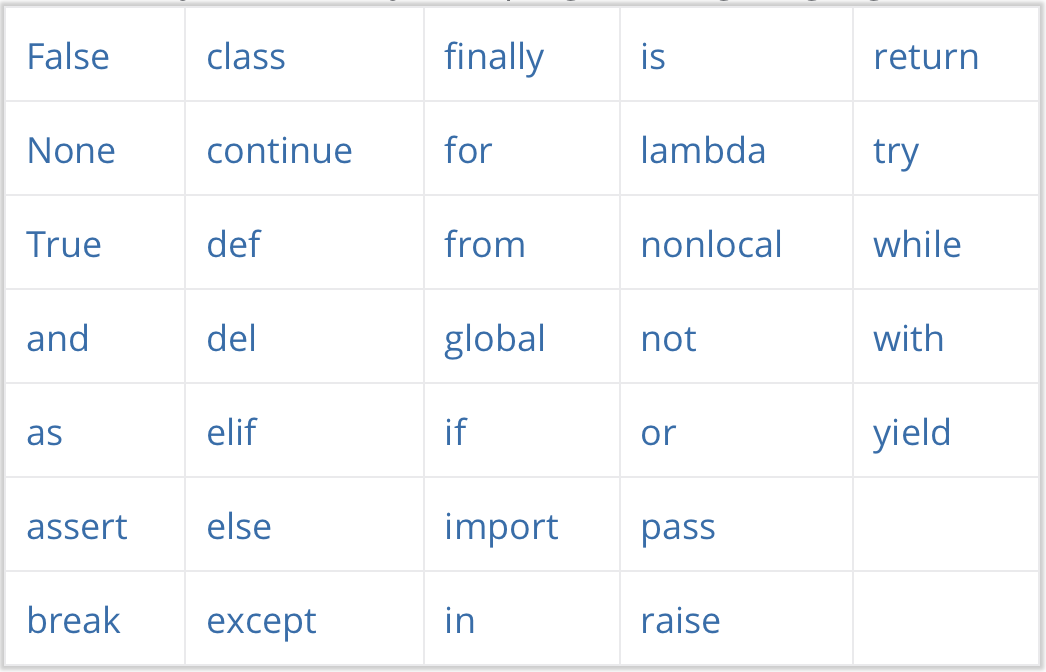 False class finally is return
None continue for lambda try
True def from nonlocal while
and del global not with
as elif if or yield
assert else import pass
break except in raise